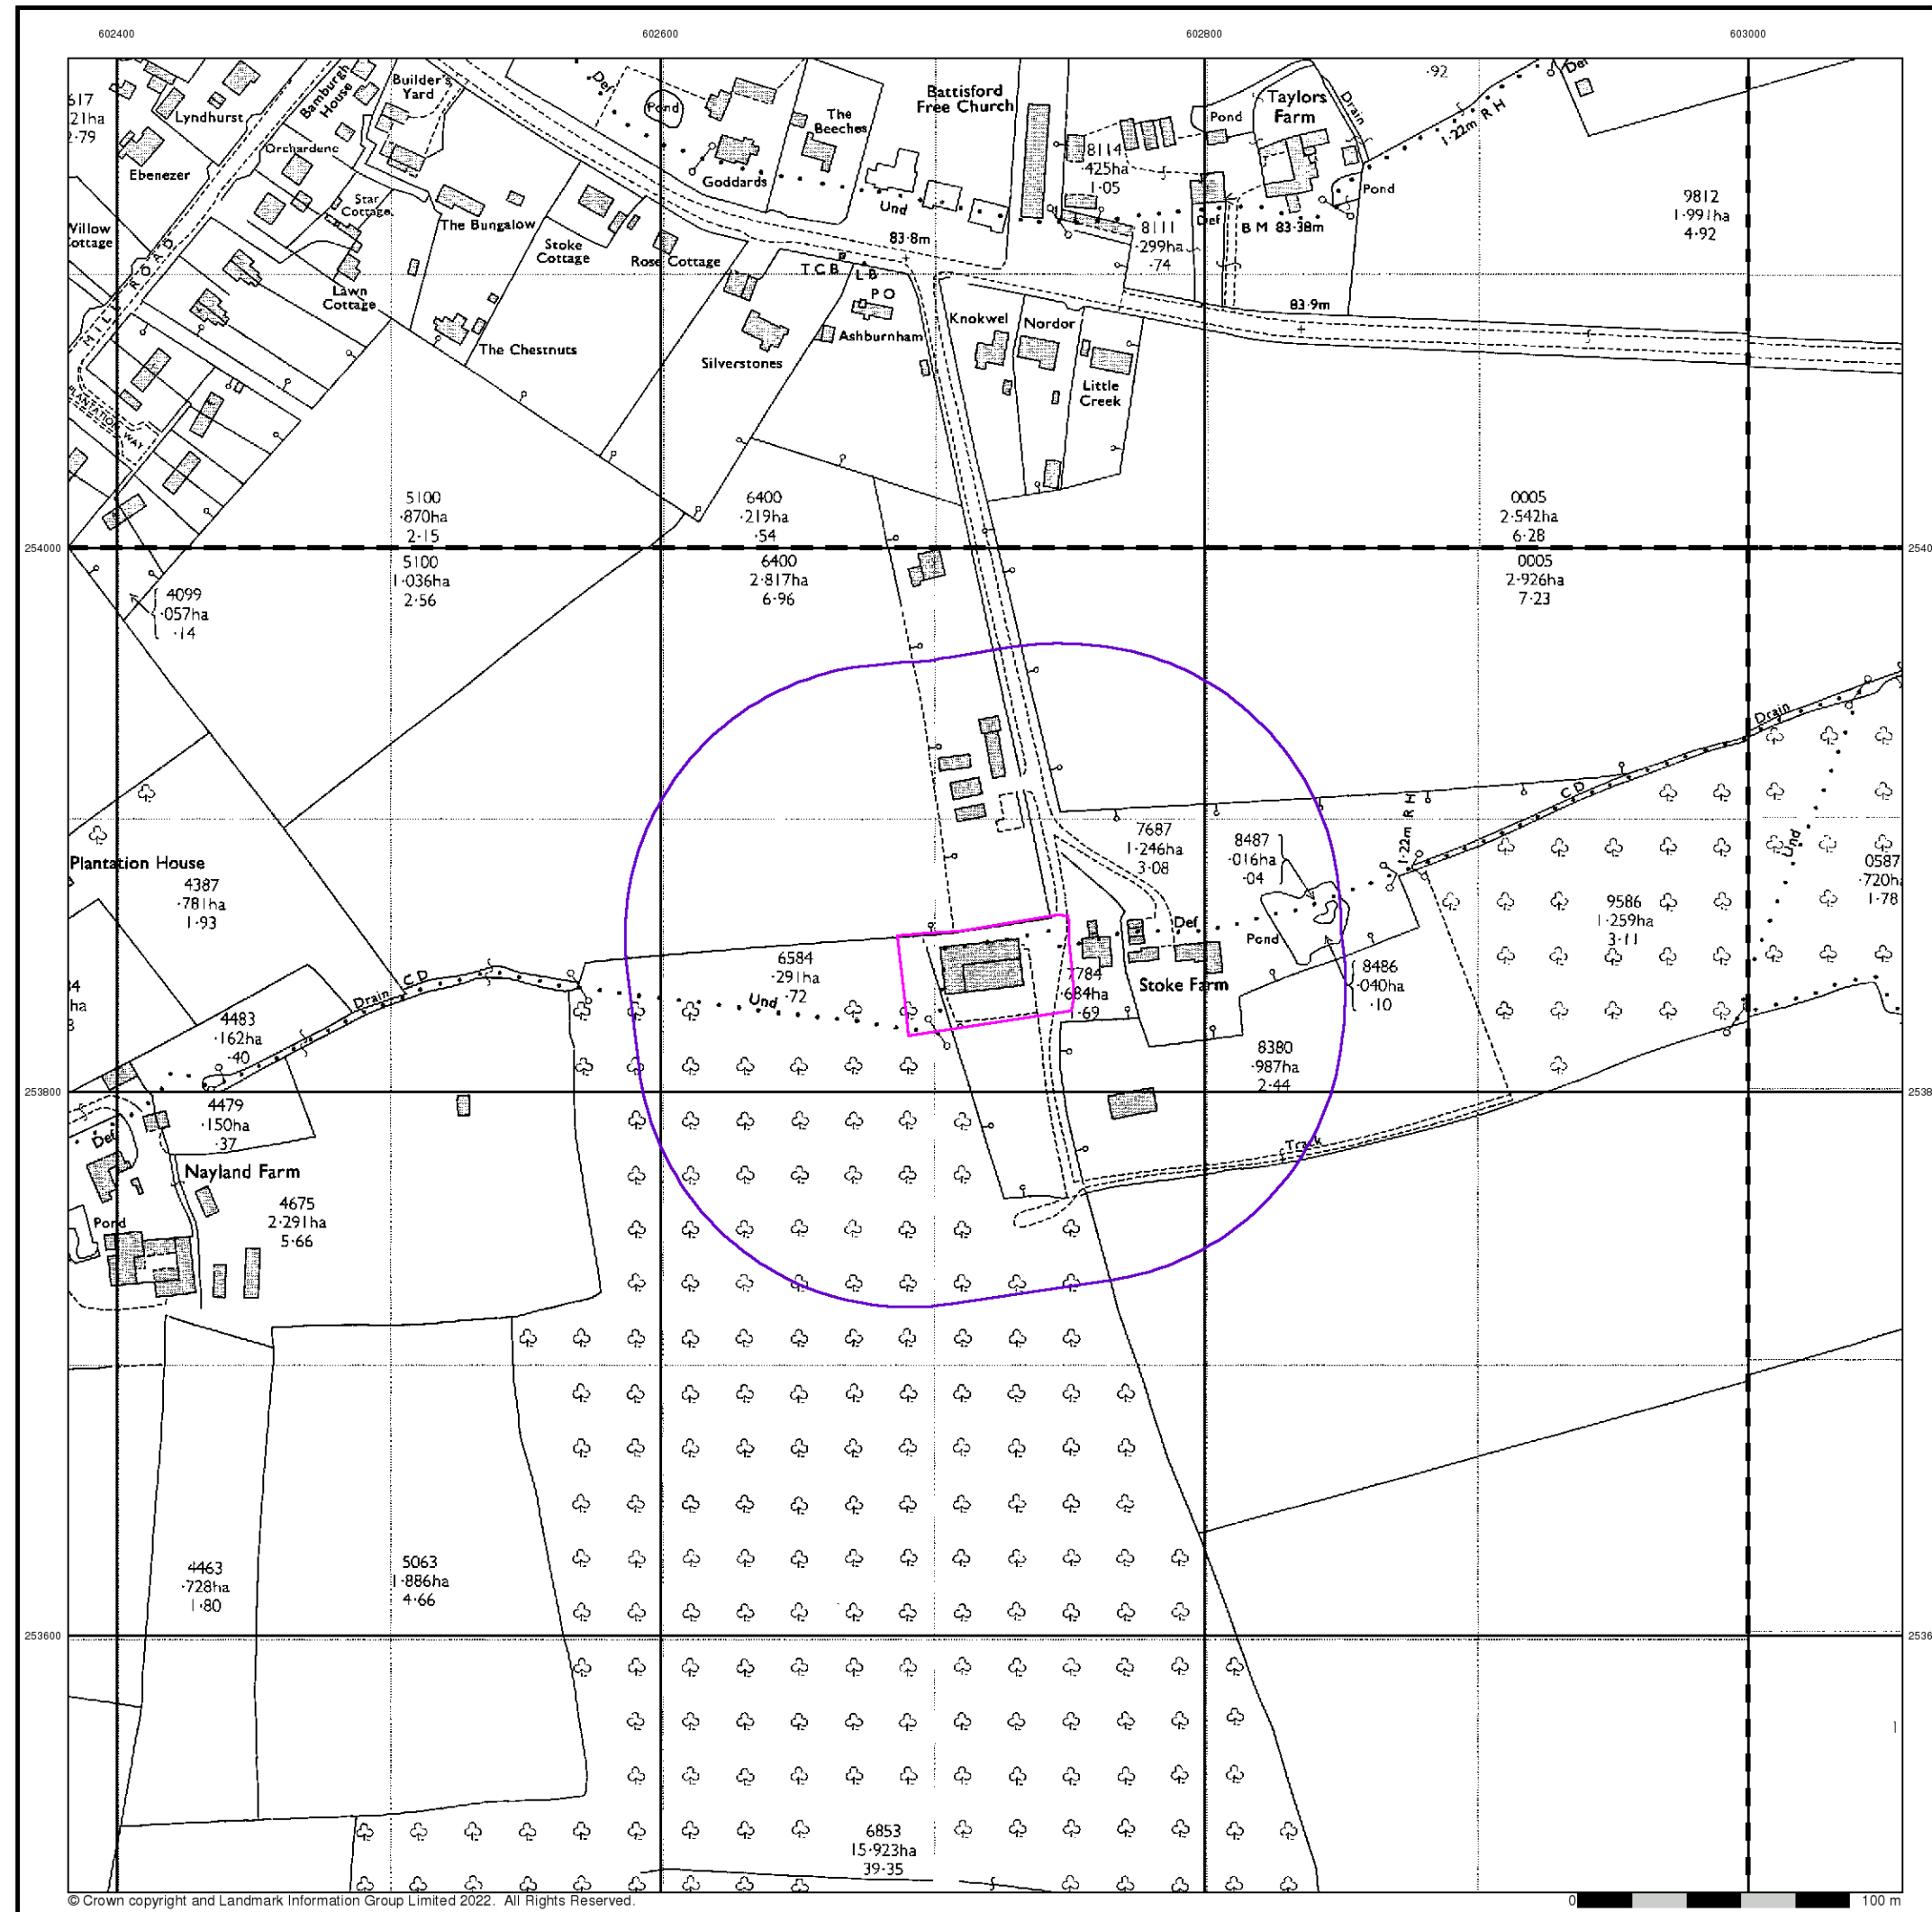 602400
602600
602800
603000
617
21ha
2·79
Lyndhurst
Bamburgh
House
Builder's
Yard
Def
Pond
The
Beeches
Battisford
Free Church
Pond
Taylors
Farm
Drain
·92
1·22m R H
Def
Ebenezer
Orchardene
Star
Cottage
The Bungalow
Goddards
Und
8114
·425ha
1·05
Pond
9812
1·991ha
4·92
Willow
Cottage
MILL ROAD
Lawn
Cottage
Stoke
Cottage
Rose Cottage
83·8m
T C B
L B
P O
8111
·299ha
·74
Def
B M 83·38m
83·9m
The Chestnuts
Silverstones
Ashburnham
Knokwel
Nordor
Little
Creek
PLANTATION WAY
5100
·870ha
2·15
6400
·219ha
·54
0005
2·542ha
6·28
254000
2540
5100
1·036ha
2·56
6400
2·817ha
6·96
0005
2·926ha
7·23
4099
·057ha
·14
Drain
C D
1·22m R H
Und
Plantation House
4387
·781ha
1·93
7687
1·246ha
3·08
8487
·016ha
·04
0587
·720h
1·78
9586
1·259ha
3·11
Def
Pond
6584
·291ha
·72
7784
·684ha
1·69
Stoke Farm
8486
·040ha
·10
Und
Drain
C D
4483
·162ha
·40
8380
·987ha
2·44
253800
2538
4479
·150ha
·37
Def
Track
Nayland Farm
4675
2·291ha
5·66
Pond
4463
·728ha
1·80
5063
1·886ha
4·66
253600
2536
6853
15·923ha
39·35
© Crown copyright and Landmark Information Group Limited 2022. All Rights Reserved.
0
100 m